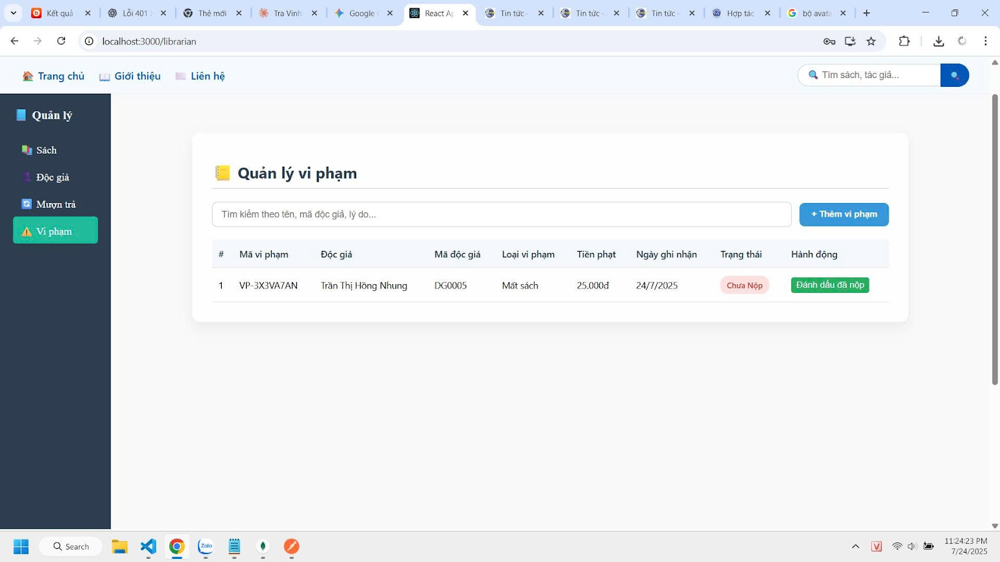 Kết quả
Lỗi 401
Thẻ mới
Tra Vinh
Google
React Ap
Tin tức -
Tin tức -
Tin tức -
Hợp tác
bộ avata
localhost:3000/librarian
Trang chủ
Giới thiệu
Liên hệ
Tìm sách, tác giả...
Quản lý
Sách
Độc giả
Mượn trả
Vi phạm
Quản lý vi phạm
Tìm kiếm theo tên, mã độc giả, lý do...
+ Thêm vi phạm
# Mã vi phạm Độc giả Mã độc giả Loại vi phạm Tiền phạt Ngày ghi nhận Trạng thái Hành động
1 VP-3X3VA7AN Trần Thị Hồng Nhung DG0005 Mất sách 25.000đ 24/7/2025 Chưa Nộp Đánh dấu đã nộp
Search
Zalo
V
11:24:23 PM
7/24/2025